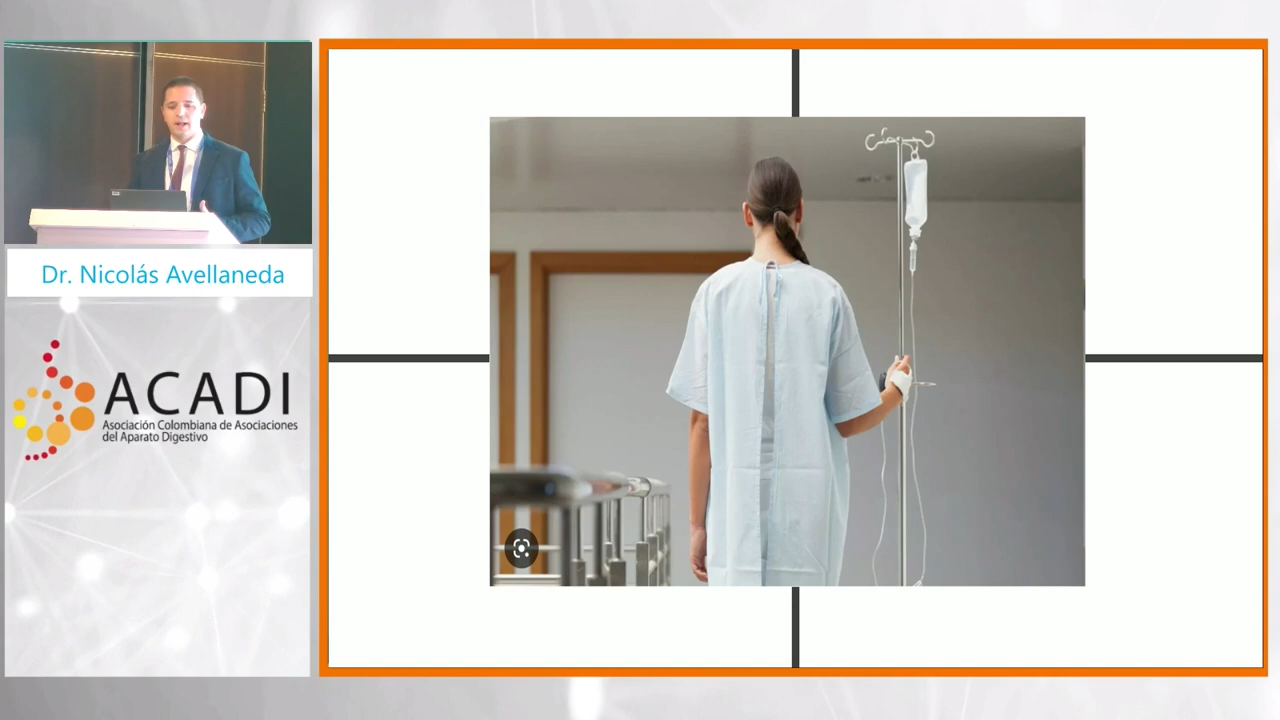 Dr. Nicolás Avellaneda
ACADI
Asociación Colombiana de Asociaciones
del Aparato Digestivo